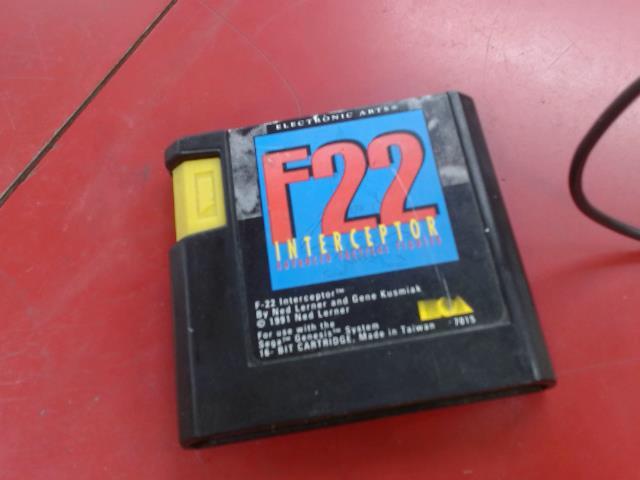 ELECTRONIC ARTS®
F22
INTERCEPTOR
ADVANCED TACTICAL FIGHTER
F-22 Interceptor™
By Ned Lerner and Gene Kusmiak
© 1991 Ned Lerner
For use with the
Sega™ Genesis™ System
16-BIT CARTRIDGE. Made in Taiwan
EA
7015